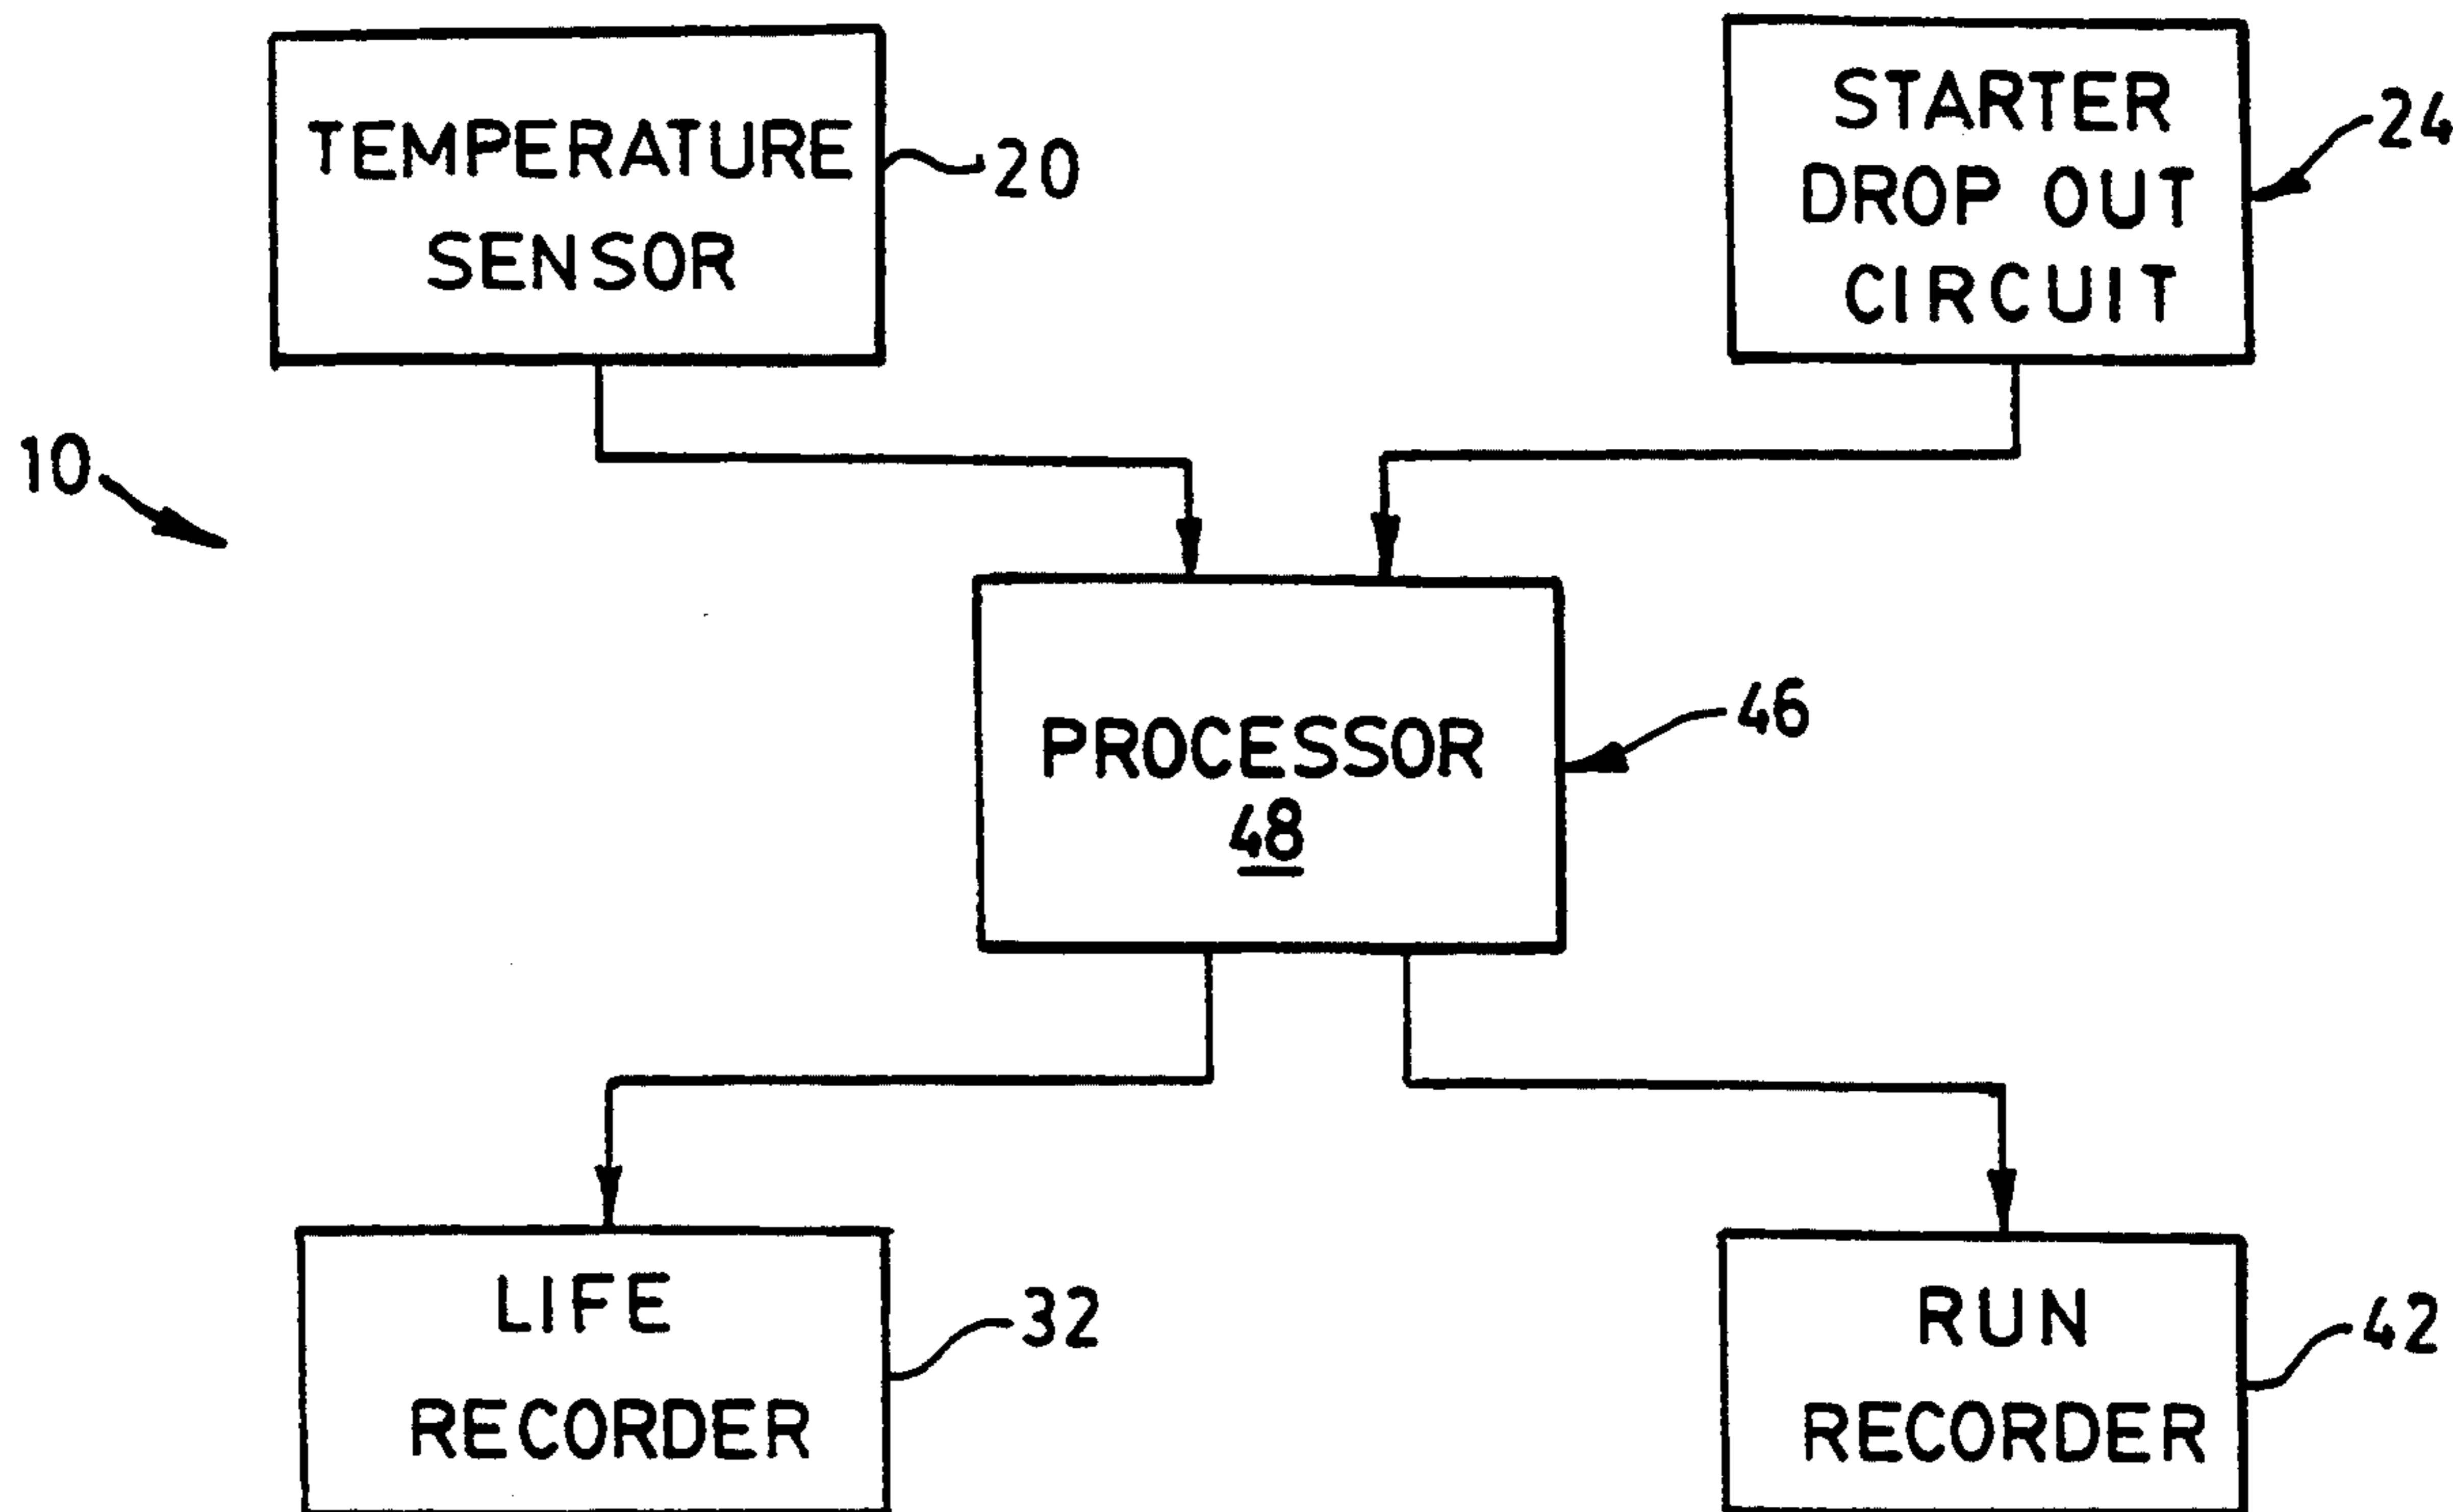 TEMPERATURE
SENSOR
20
STARTER
DROP OUT
CIRCUIT
24
10
PROCESSOR
48
46
LIFE
RECORDER
32
RUN
RECORDER
42